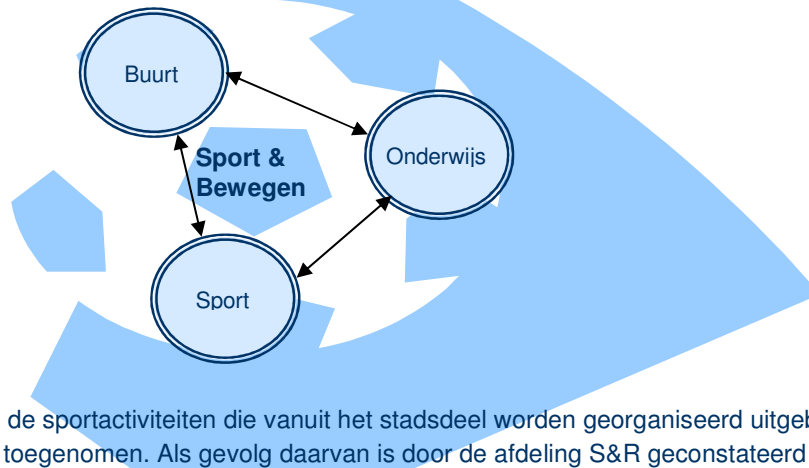 Buurt
Onderwijs
Sport &
Bewegen
Sport
de sportactiviteiten die vanuit het stadsdeel worden georganiseerd uitgeb
toegenomen. Als gevolg daarvan is door de afdeling S&R geconstateerd